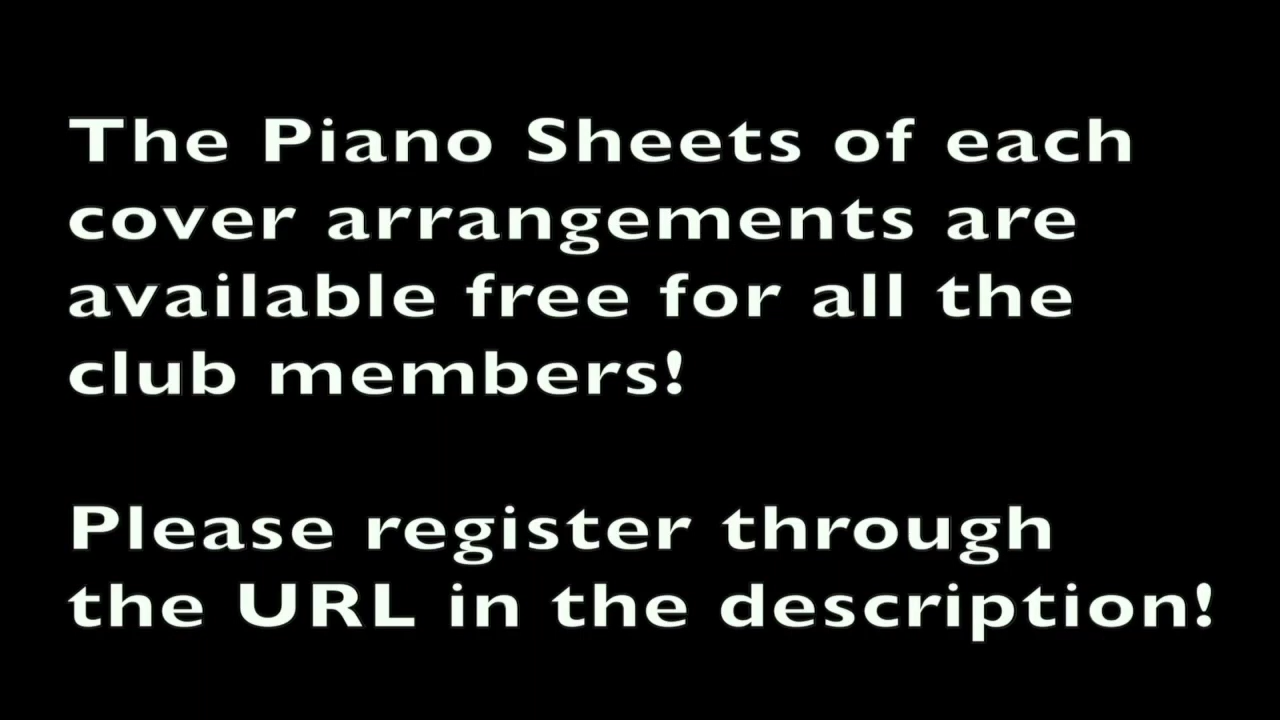 The Piano Sheets of each
cover arrangements are
available free for all the
club members!
Please register through
the URL in the description!